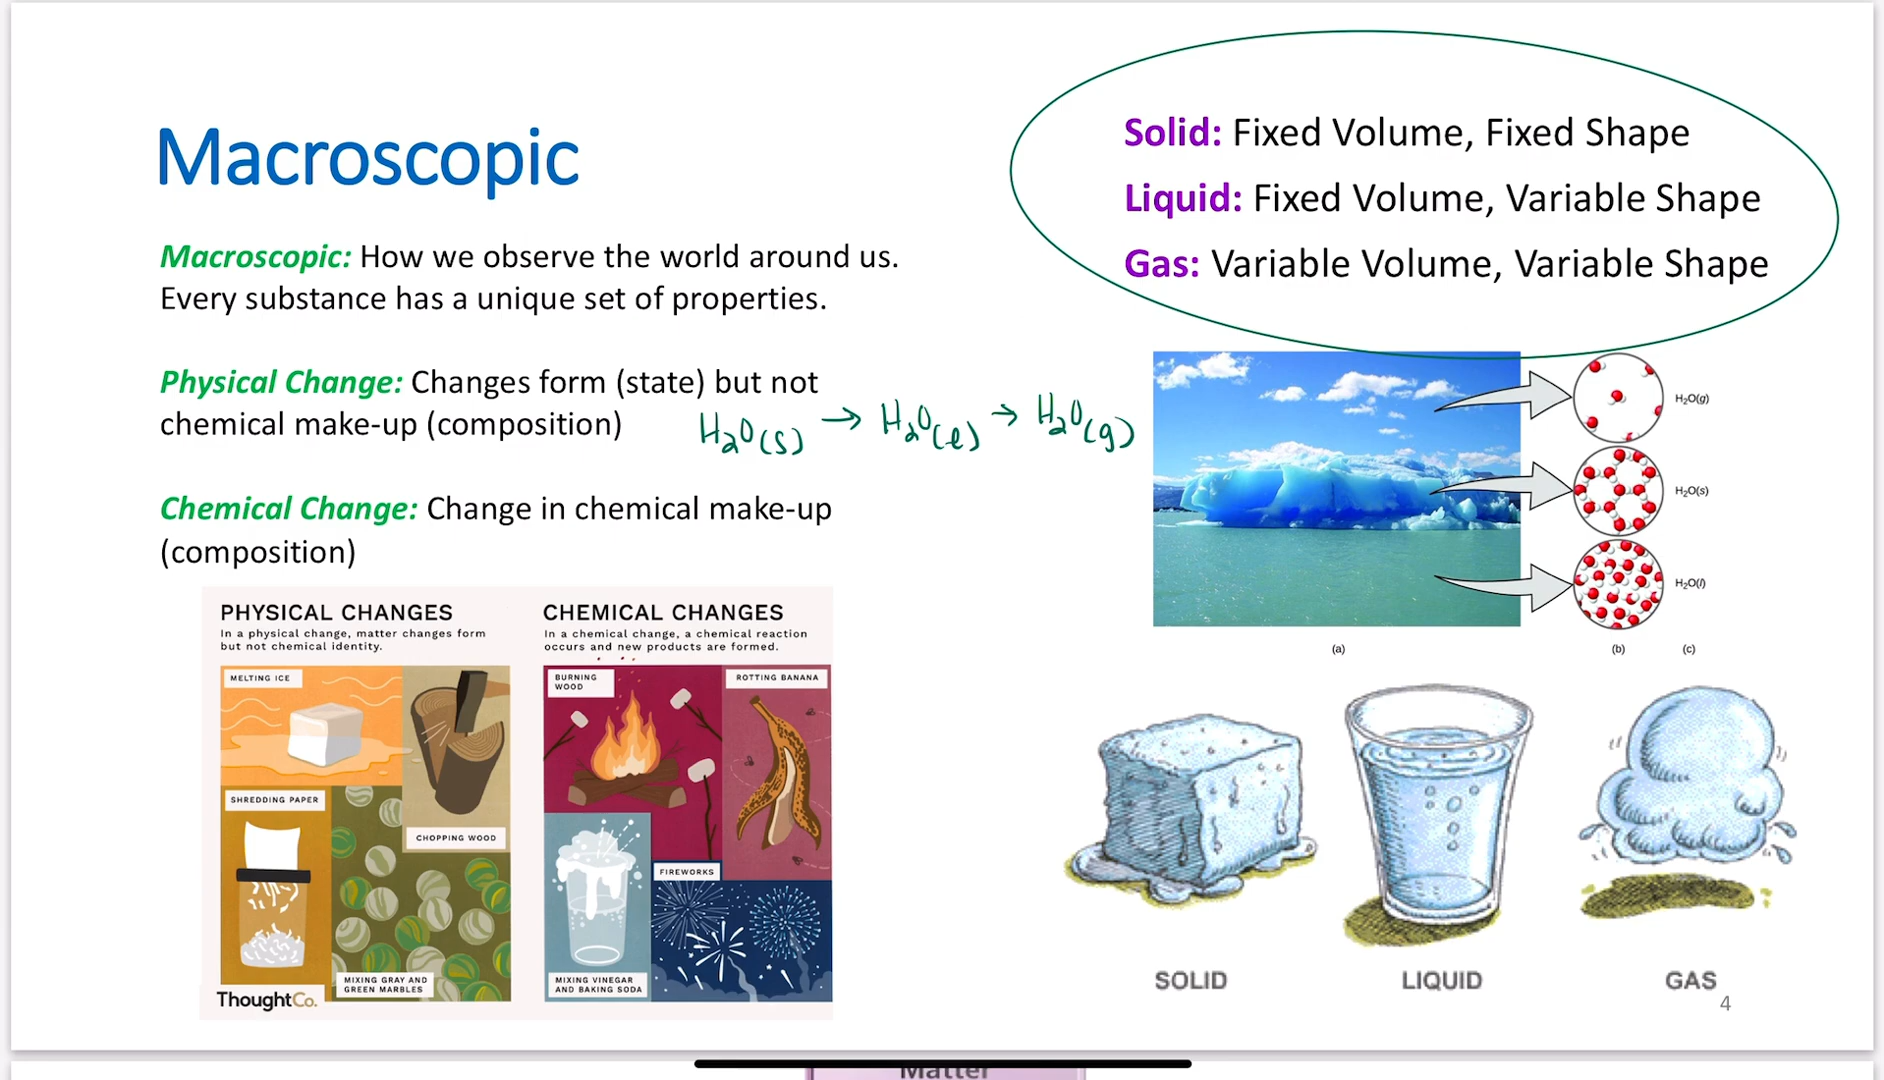 Macroscopic
Macroscopic: How we observe the world around us.
Every substance has a unique set of properties.
Physical Change: Changes form (state) but not
chemical make-up (composition)
H₂O(s) → H₂O(l) → H₂O(g)
Chemical Change: Change in chemical make-up
(composition)
Solid: Fixed Volume, Fixed Shape
Liquid: Fixed Volume, Variable Shape
Gas: Variable Volume, Variable Shape
H₂O(g)
H₂O(s)
H₂O(l)
(a)
(b)
(c)
PHYSICAL CHANGES
In a physical change, matter changes form
but not chemical identity.
MELTING ICE
CHOPPING WOOD
SHREDDING PAPER
MIXING GRAY AND
GREEN MARBLES
ThoughtCo.
CHEMICAL CHANGES
In a chemical change, a chemical reaction
occurs and new products are formed.
BURNING
WOOD
ROTTING BANANA
FIREWORKS
MIXING VINEGAR
AND BAKING SODA
SOLID
LIQUID
GAS
4
Matter